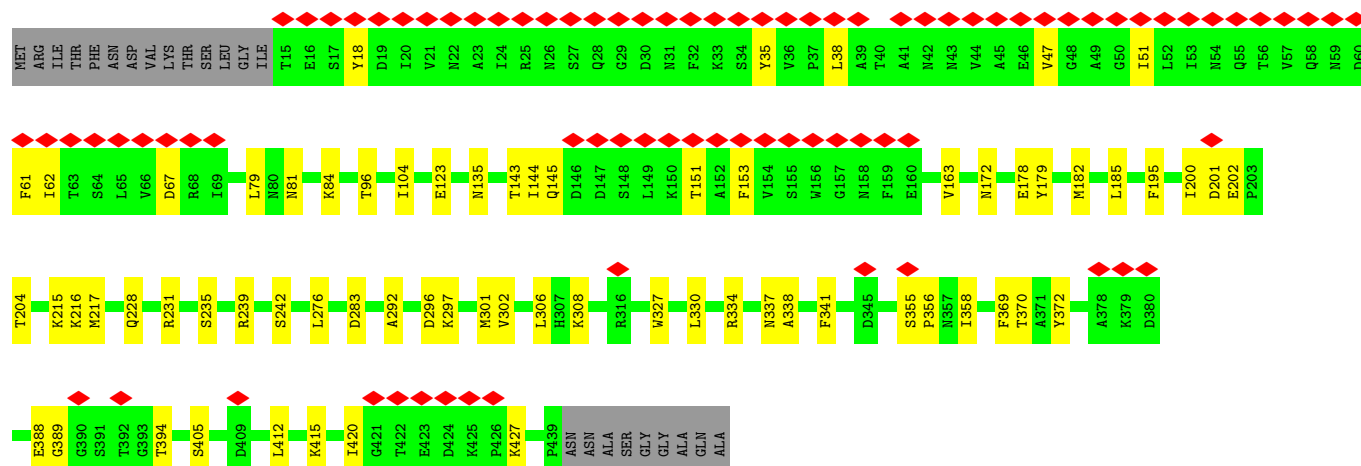 MET ARG ILE THR PHE ASN ASP VAL LYS THR SER LEU GLY ILE T15 E16 S17 Y18 D19 I20 V21 N22 A23 I24 R25 N26 S27 Q28 G29 D30 N31 F32 K33 S34 Y35 V36 P37 L38 A39 T40 A41 N42 N43 V44 A45 E46 V47 G48 A49 G50 I51 L52 I53 N54 Q55 T56 V57 Q58 N59 D60
F61 I62 T63 S64 L65 V66 D67 R68 I69 L79 N80 N81 K84 T96 I104 E123 N135 T143 I144 Q145 D146 D147 S148 L149 K150 T151 A152 F153 V154 S155 W156 G157 N158 F159 E160 V163 N172 E178 Y179 M182 L185 F195 I200 D201 E202 P203
T204 K215 K216 M217 Q228 R231 S235 R239 S242 L276 D283 A292 D296 K297 M301 V302 L306 H307 K308 R316 W327 L330 R334 N337 A338 F341 D345 S355 P356 N357 I358 F369 T370 A371 Y372 A378 K379 D380
E388 G389 G390 S391 T392 G393 T394 S405 D409 L412 K415 I420 G421 T422 E423 D424 K425 P426 K427 P439 ASN ASN ALA SER GLY GLY ALA GLN ALA